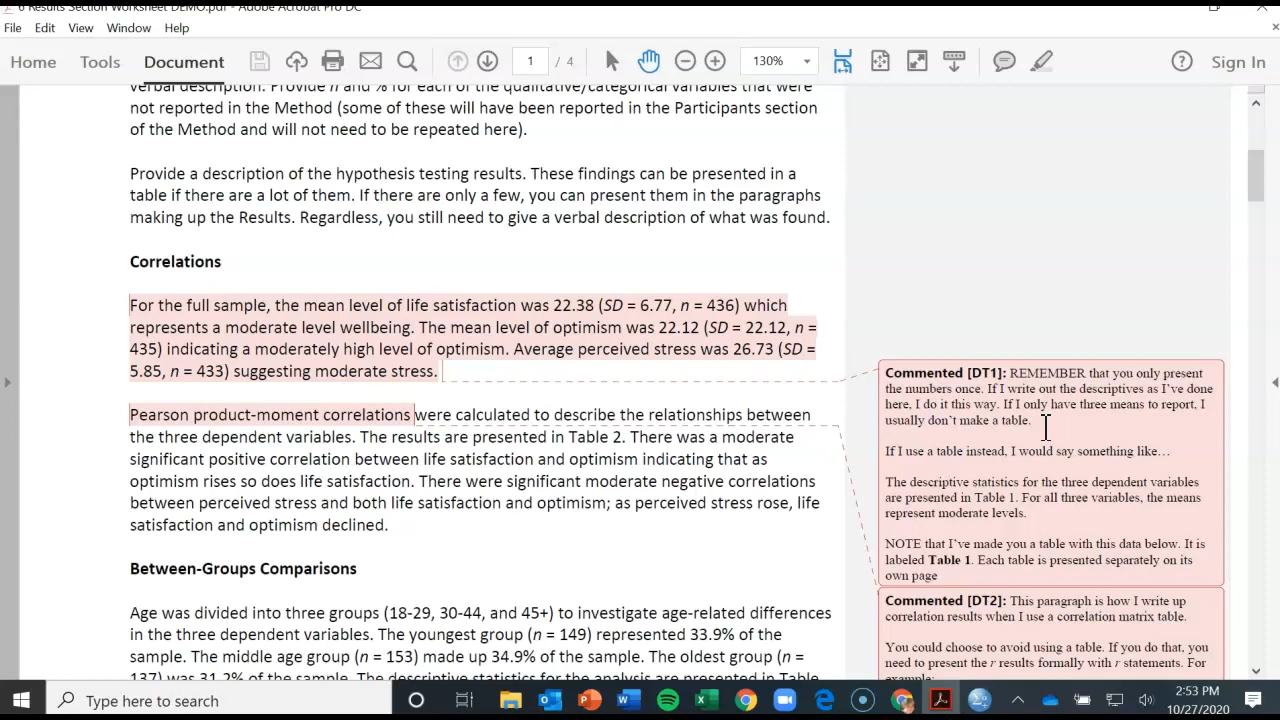 6 Results Section Worksheet DEMO.pdf - Adobe Acrobat Pro DC
File Edit View Window Help
Home Tools Document 1 / 4 130% Sign In
verbal description. Provide n and % for each of the qualitative/categorical variables that were
not reported in the Method (some of these will have been reported in the Participants section
of the Method and will not need to be repeated here).
Provide a description of the hypothesis testing results. These findings can be presented in a
table if there are a lot of them. If there are only a few, you can present them in the paragraphs
making up the Results. Regardless, you still need to give a verbal description of what was found.
Correlations
For the full sample, the mean level of life satisfaction was 22.38 (SD = 6.77, n = 436) which
represents a moderate level wellbeing. The mean level of optimism was 22.12 (SD = 22.12, n =
435) indicating a moderately high level of optimism. Average perceived stress was 26.73 (SD =
5.85, n = 433) suggesting moderate stress.
Pearson product-moment correlations were calculated to describe the relationships between
the three dependent variables. The results are presented in Table 2. There was a moderate
significant positive correlation between life satisfaction and optimism indicating that as
optimism rises so does life satisfaction. There were significant moderate negative correlations
between perceived stress and both life satisfaction and optimism; as perceived stress rose, life
satisfaction and optimism declined.
Between-Groups Comparisons
Age was divided into three groups (18-29, 30-44, and 45+) to investigate age-related differences
in the three dependent variables. The youngest group (n = 149) represented 33.9% of the
sample. The middle age group (n = 153) made up 34.9% of the sample. The oldest group (n =
137) was 31.2% of the sample. The descriptive statistics for the analysis are presented in Table
Commented [DT1]: REMEMBER that you only present
the numbers once. If I write out the descriptives as I've done
here, I do it this way. If I only have three means to report, I
usually don't make a table.
If I use a table instead, I would say something like…
The descriptive statistics for the three dependent variables
are presented in Table 1. For all three variables, the means
represent moderate levels.
NOTE that I've made you a table with this data below. It is
labeled Table 1. Each table is presented separately on its
own page
Commented [DT2]: This paragraph is how I write up
correlation results when I use a correlation matrix table.
You could choose to avoid using a table. If you do that, you
need to present the r results formally with r statements. For
example:
Type here to search
2:53 PM
10/27/2020